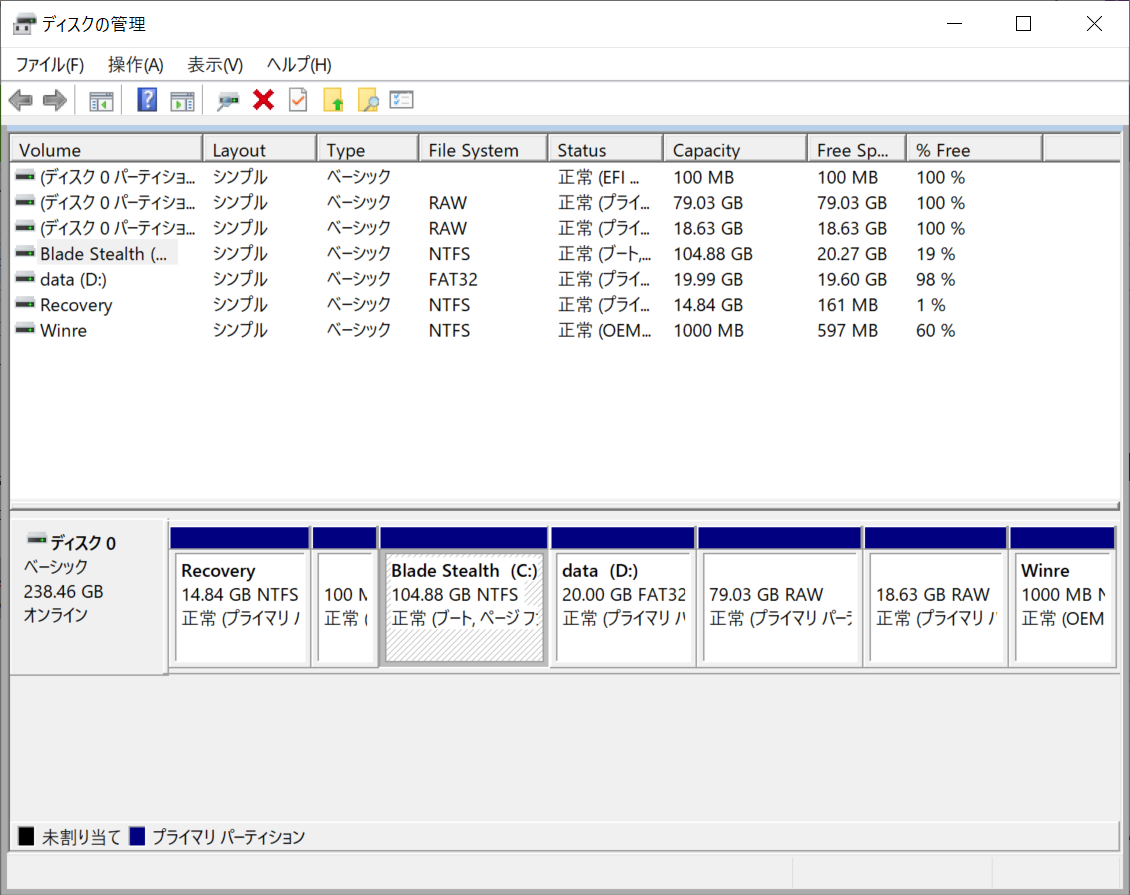 ディスクの管理
ファイル(F) 操作(A) 表示(V) ヘルプ(H)
Volume Layout Type File System Status Capacity Free Sp... % Free
(ディスク 0 パーティショ... シンプル ベーシック 正常 (EFI ... 100 MB 100 MB 100 %
(ディスク 0 パーティショ... シンプル ベーシック RAW 正常 (プライ... 79.03 GB 79.03 GB 100 %
(ディスク 0 パーティショ... シンプル ベーシック RAW 正常 (プライ... 18.63 GB 18.63 GB 100 %
Blade Stealth (... シンプル ベーシック NTFS 正常 (ブート,... 104.88 GB 20.27 GB 19 %
data (D:) シンプル ベーシック FAT32 正常 (プライ... 19.99 GB 19.60 GB 98 %
Recovery シンプル ベーシック NTFS 正常 (プライ... 14.84 GB 161 MB 1 %
Winre シンプル ベーシック NTFS 正常 (OEM... 1000 MB 597 MB 60 %
ディスク 0
ベーシック
238.46 GB
オンライン
Recovery
14.84 GB NTFS
正常 (プライマリ パ
100 M
正常 (
Blade Stealth (C:)
104.88 GB NTFS
正常 (ブート, ページ フ
data (D:)
20.00 GB FAT32
正常 (プライマリ パ
79.03 GB RAW
正常 (プライマリ パーテ
18.63 GB RAW
正常 (プライマリ パ
Winre
1000 MB N
正常 (OEM
未割り当て プライマリ パーティション